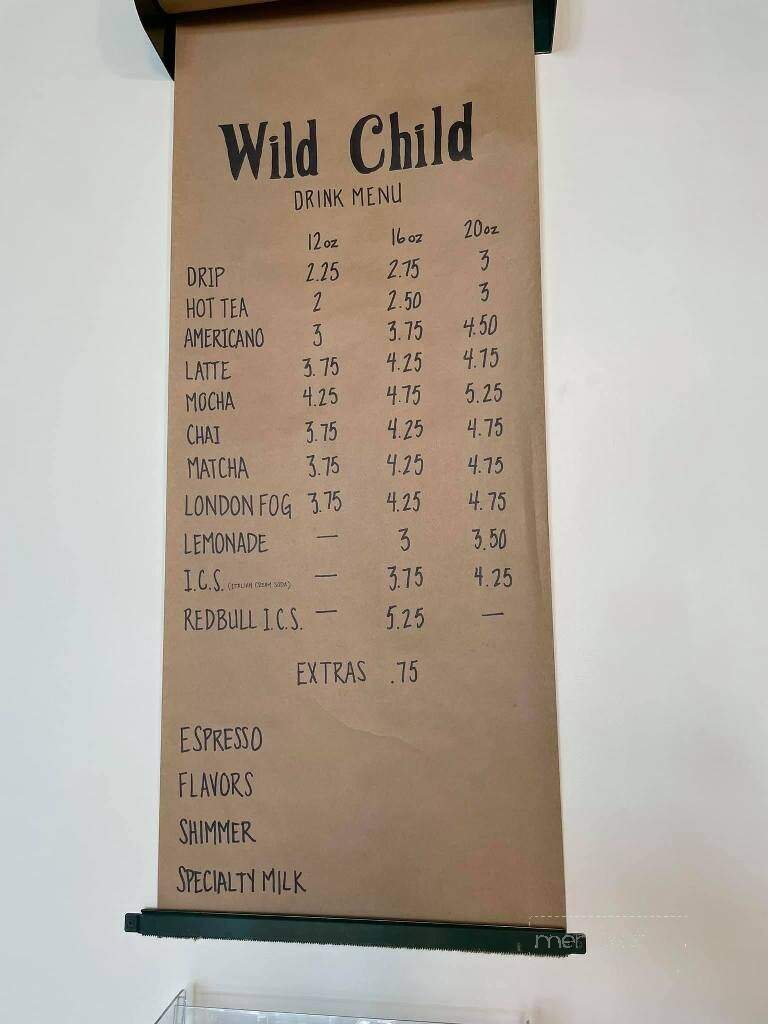 Wild Child
DRINK MENU
12oz 16oz 20oz
DRIP 2.25 2.75 3
HOT TEA 2 2.50 3
AMERICANO 3 3.75 4.50
LATTE 3.75 4.25 4.75
MOCHA 4.25 4.75 5.25
CHAI 3.75 4.25 4.75
MATCHA 3.75 4.25 4.75
LONDON FOG 3.75 4.25 4.75
LEMONADE — 3 3.50
I.C.S. (ITALIAN CREAM SODA) — 3.75 4.25
REDBULL I.C.S. — 5.25 —
EXTRAS .75
ESPRESSO
FLAVORS
SHIMMER
SPECIALTY MILK